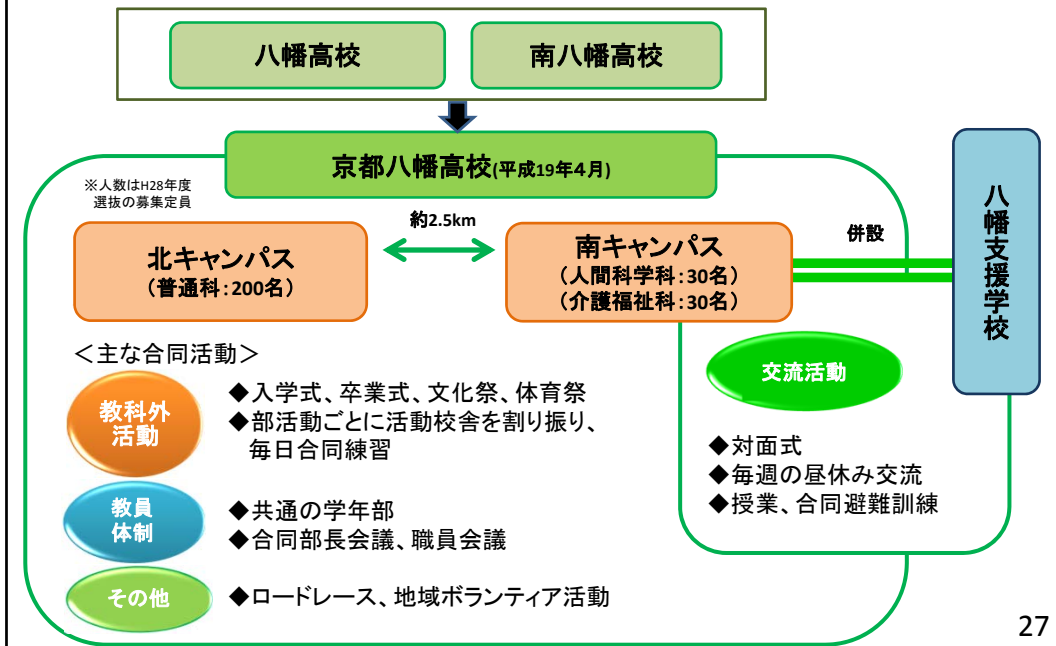 八幡高校
南八幡高校
京都八幡高校(平成19年4月)
※人数はH28年度
選抜の募集定員
約2.5km
北キャンパス
(普通科:200名)
南キャンパス
(人間科学科:30名)
(介護福祉科:30名)
併設
八幡支援学校
<主な合同活動>
教科外
活動
◆入学式、卒業式、文化祭、体育祭
◆部活動ごとに活動校舎を割り振り、
毎日合同練習
教員
体制
◆共通の学年部
◆合同部長会議、職員会議
その他
◆ロードレース、地域ボランティア活動
交流活動
◆対面式
◆毎週の昼休み交流
◆授業、合同避難訓練
27